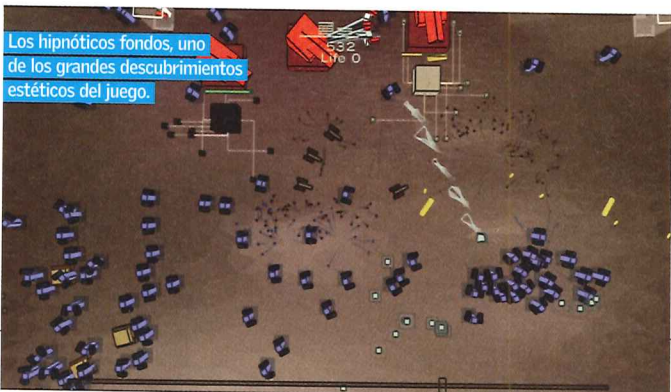 Los hipnóticos fondos, uno
de los grandes descubrimientos
estéticos del juego.
532
Life 0